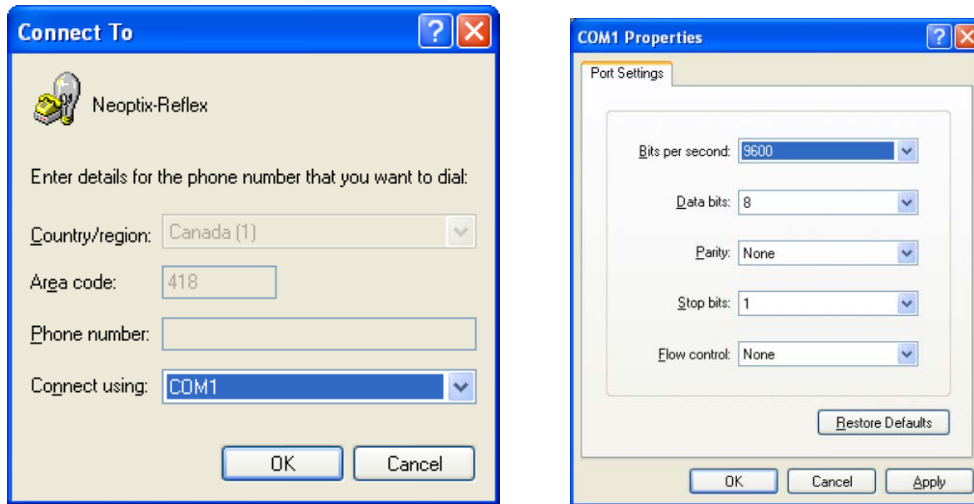 Connect To
Neoptix-Reflex
Enter details for the phone number that you want to dial:
Country/region: Canada (1)
Area code: 418
Phone number:
Connect using: COM1
OK Cancel
COM1 Properties
Port Settings
Bits per second: 9600
Data bits: 8
Parity: None
Stop bits: 1
Flow control: None
Restore Defaults
OK Cancel Apply